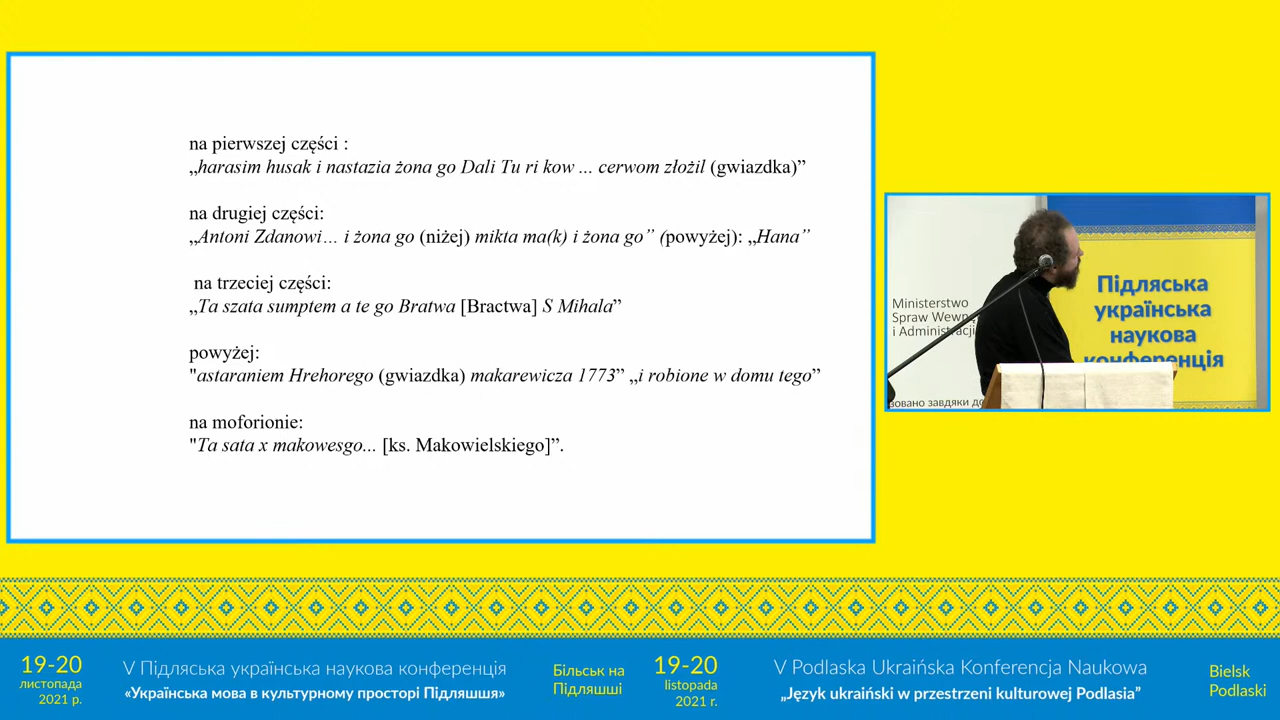 na pierwszej części :
„harasim husak i nastazia żona go Dali Tu ri kow ... cerwom złożil (gwiazdka)”
na drugiej części:
„Antoni Zdanowi... i żona go (niżej) mikta ma(k) i żona go” (powyżej): „Hana”
na trzeciej części:
„Ta szata sumptem a te go Bratwa [Bractwa] S Mihala”
powyżej:
"astaraniem Hrehorego (gwiazdka) makarewicza 1773” „i robione w domu tego”
na moforionie:
"Ta sata x makowesgo... [ks. Makowielskiego]”.
Ministerstwo
Spraw Wewn
i Administracji
зовано завдяки до
Підляська
українська
наукова
конференція
19-20
листопада
2021 р.
V Підляська українська наукова конференція
«Українська мова в культурному просторі Підляшшя»
Більськ на
Підляшші
19-20
listopada
2021 r.
V Podlaska Ukraińska Konferencja Naukowa
„Język ukraiński w przestrzeni kulturowej Podlasia”
Bielsk
Podlaski